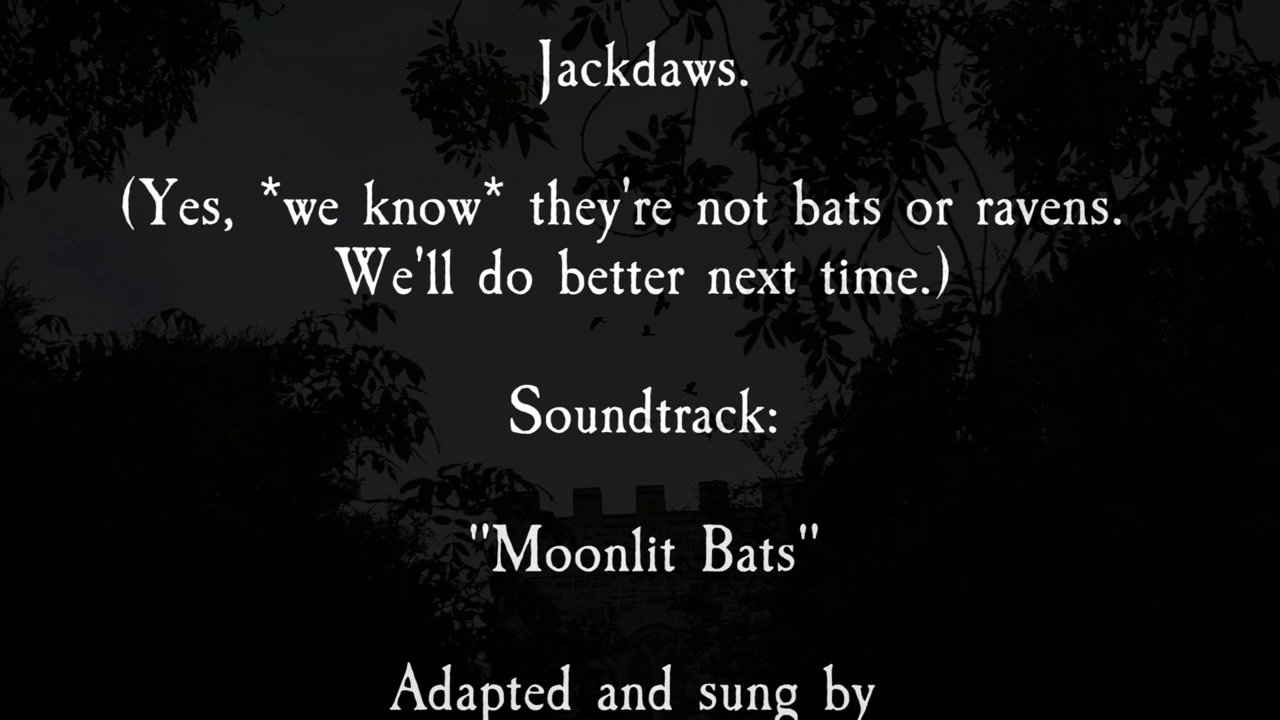 Jackdaws.
(Yes, *we know* they're not bats or ravens.
We'll do better next time.)
Soundtrack:
"Moonlit Bats"
Adapted and sung by